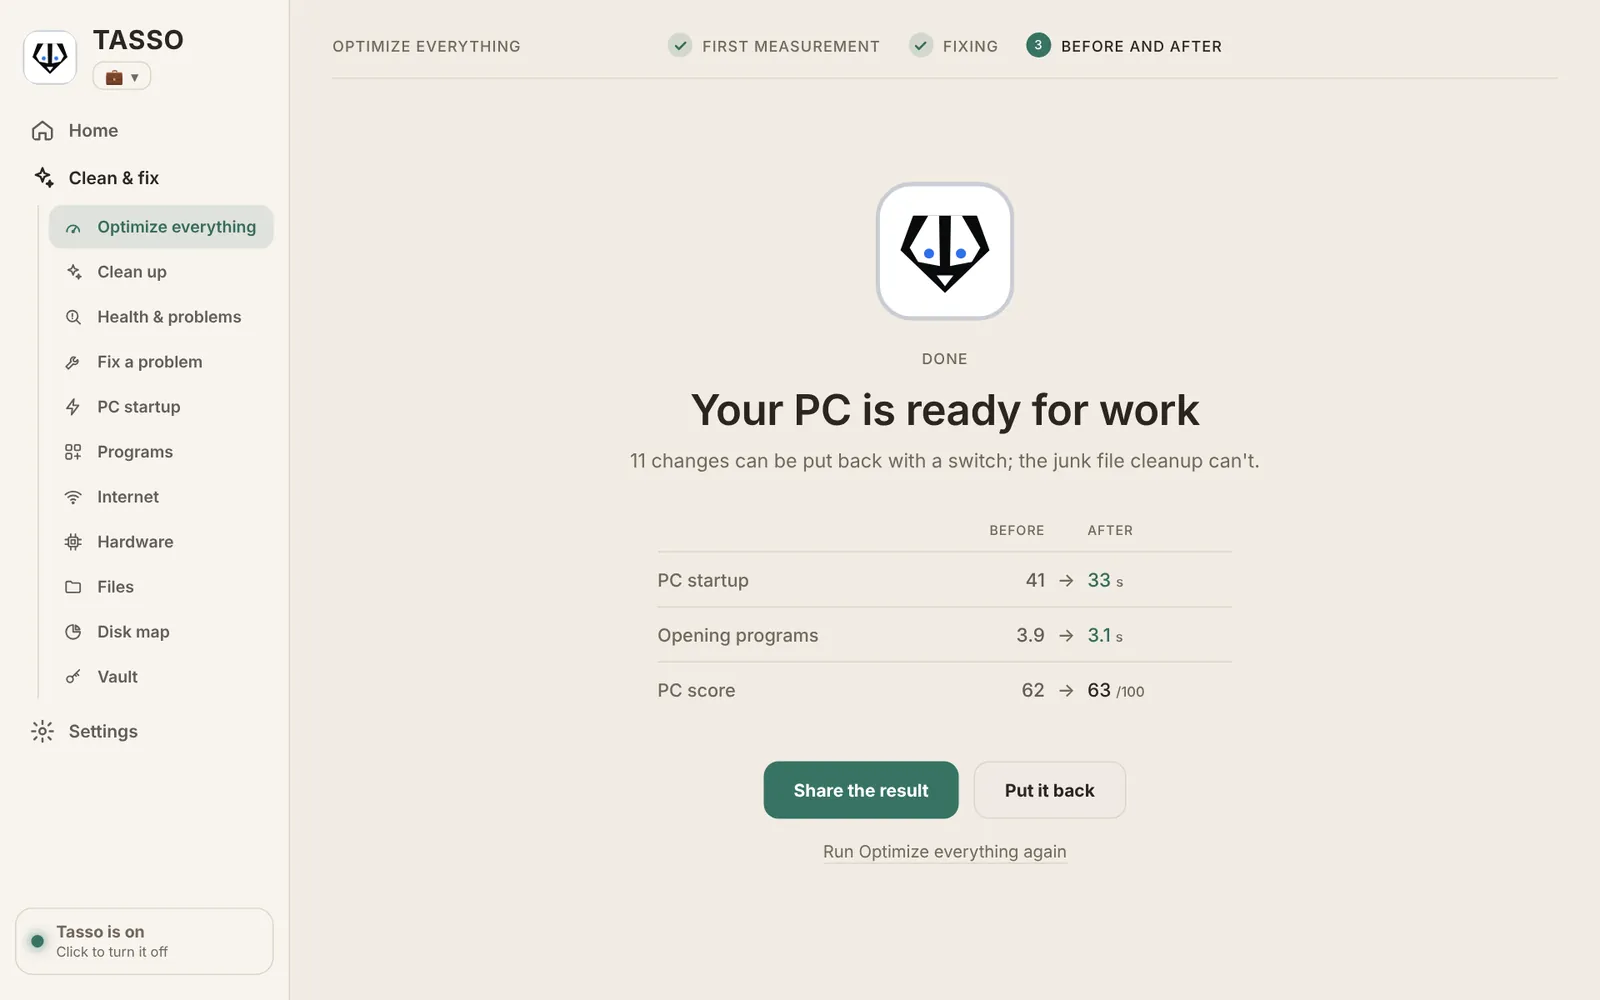 TASSO
Home
Clean & fix
Optimize everything
Clean up
Health & problems
Fix a problem
PC startup
Programs
Internet
Hardware
Files
Disk map
Vault
Settings
Tasso is on
Click to turn it off
OPTIMIZE EVERYTHING
FIRST MEASUREMENT
FIXING
3 BEFORE AND AFTER
DONE
Your PC is ready for work
11 changes can be put back with a switch; the junk file cleanup can't.
BEFORE AFTER
PC startup 41 → 33 s
Opening programs 3.9 → 3.1 s
PC score 62 → 63 /100
Share the result
Put it back
Run Optimize everything again